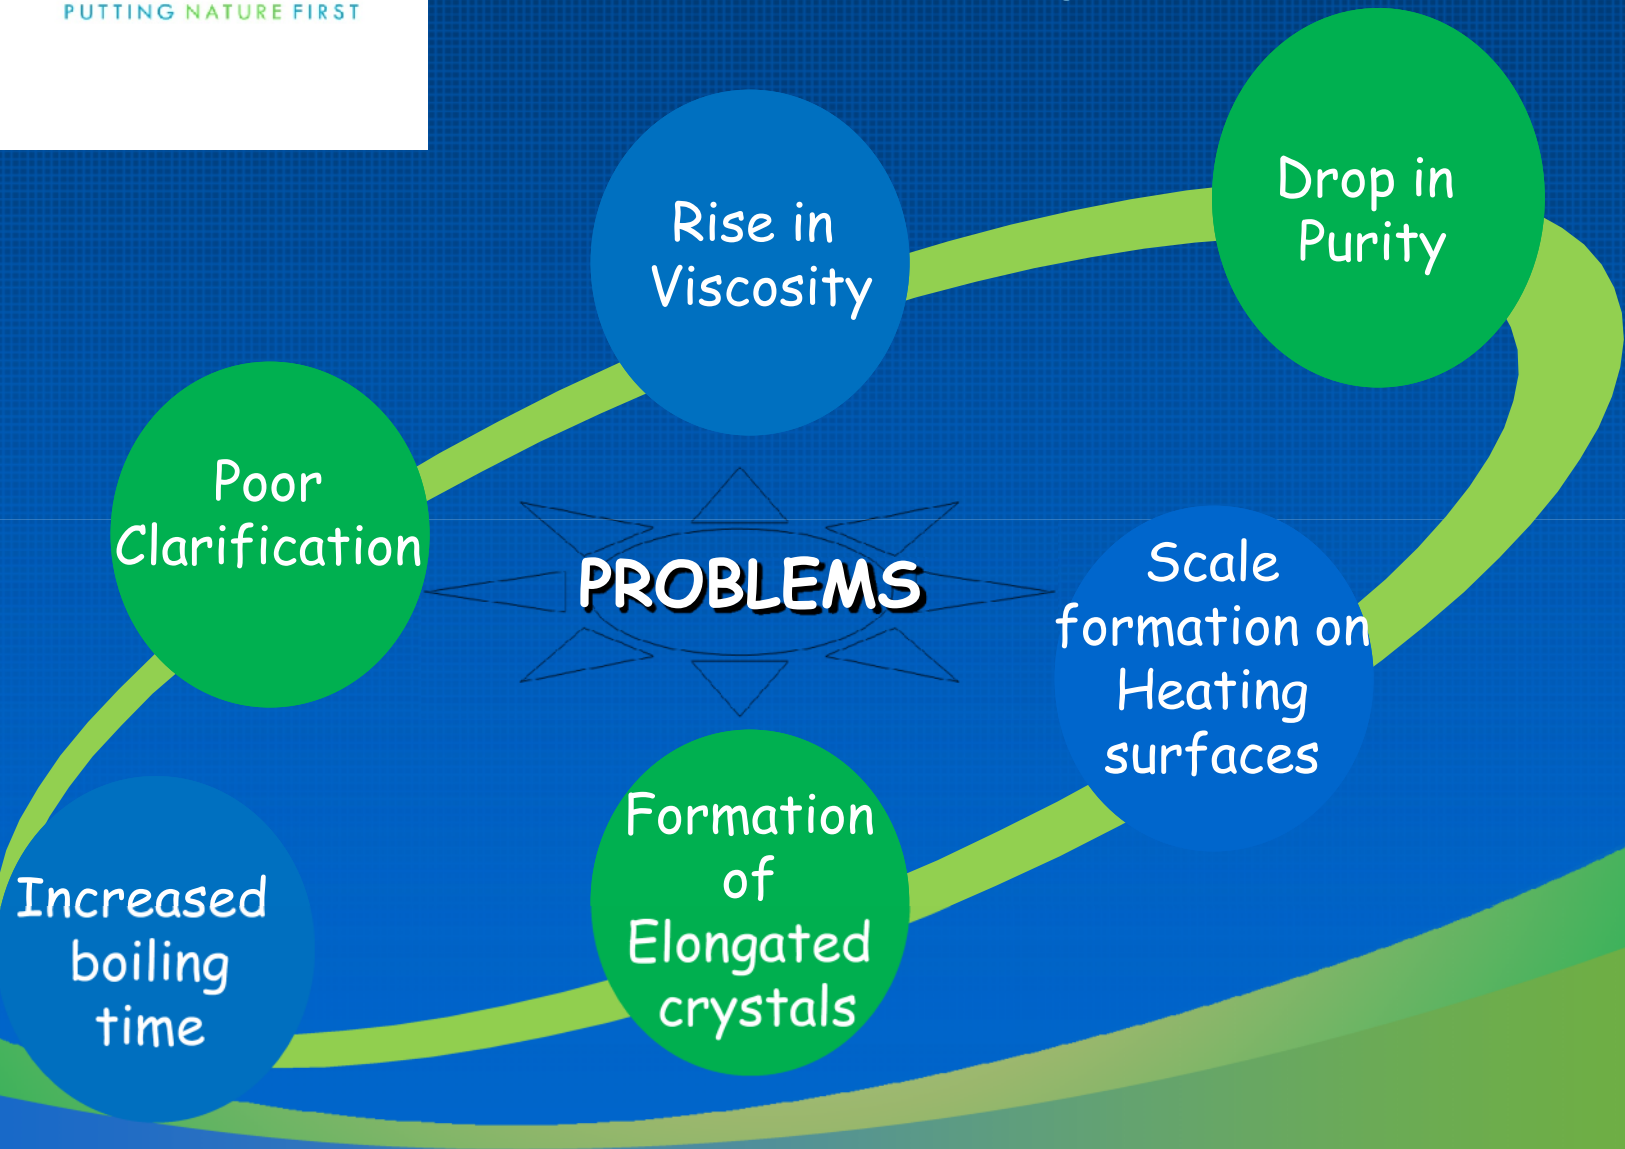 PUTTING NATURE FIRST
Drop in
Purity
Rise in
Viscosity
Poor
Clarification
PROBLEMS
Scale
formation on
Heating
surfaces
Formation
of
Elongated
crystals
Increased
boiling
time